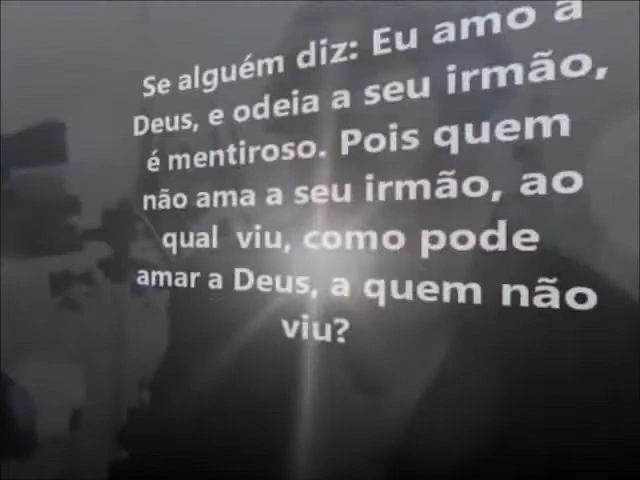 Se alguém diz: Eu amo a
Deus, e odeia a seu irmão,
é mentiroso. Pois quem
não ama a seu irmão, ao
qual viu, como pode
amar a Deus, a quem não
viu?